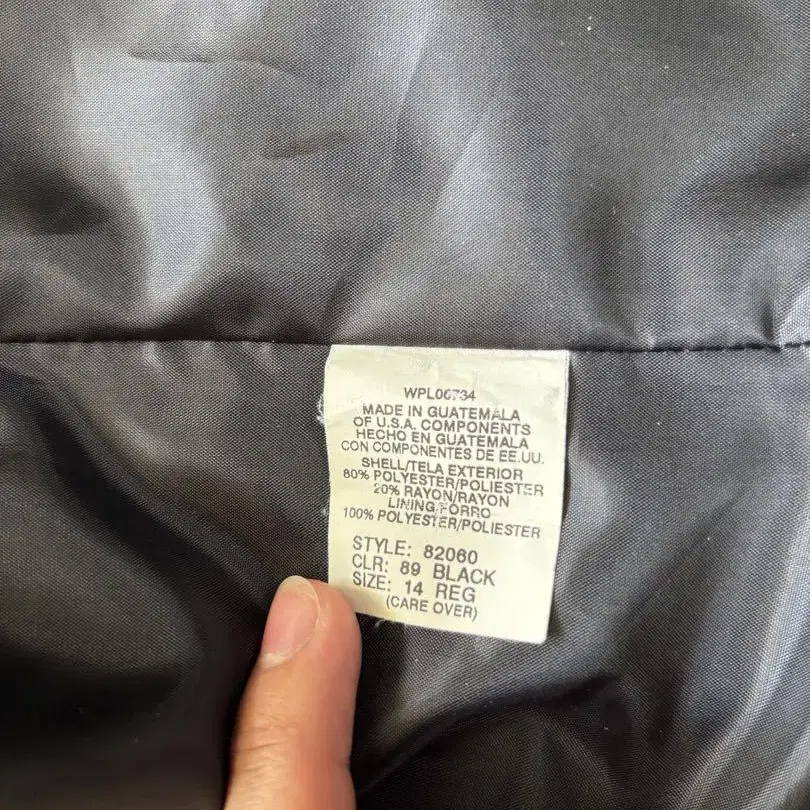 WPL00734
MADE IN GUATEMALA
OF U.S.A. COMPONENTS
HECHO EN GUATEMALA
CON COMPONENTES DE EE.UU.
SHELL/TELA EXTERIOR
80% POLYESTER/POLIESTER
20% RAYON/RAYON
LINING/FORRO
100% POLYESTER/POLIESTER
STYLE: 82060
CLR: 89 BLACK
SIZE: 14 REG
(CARE OVER)